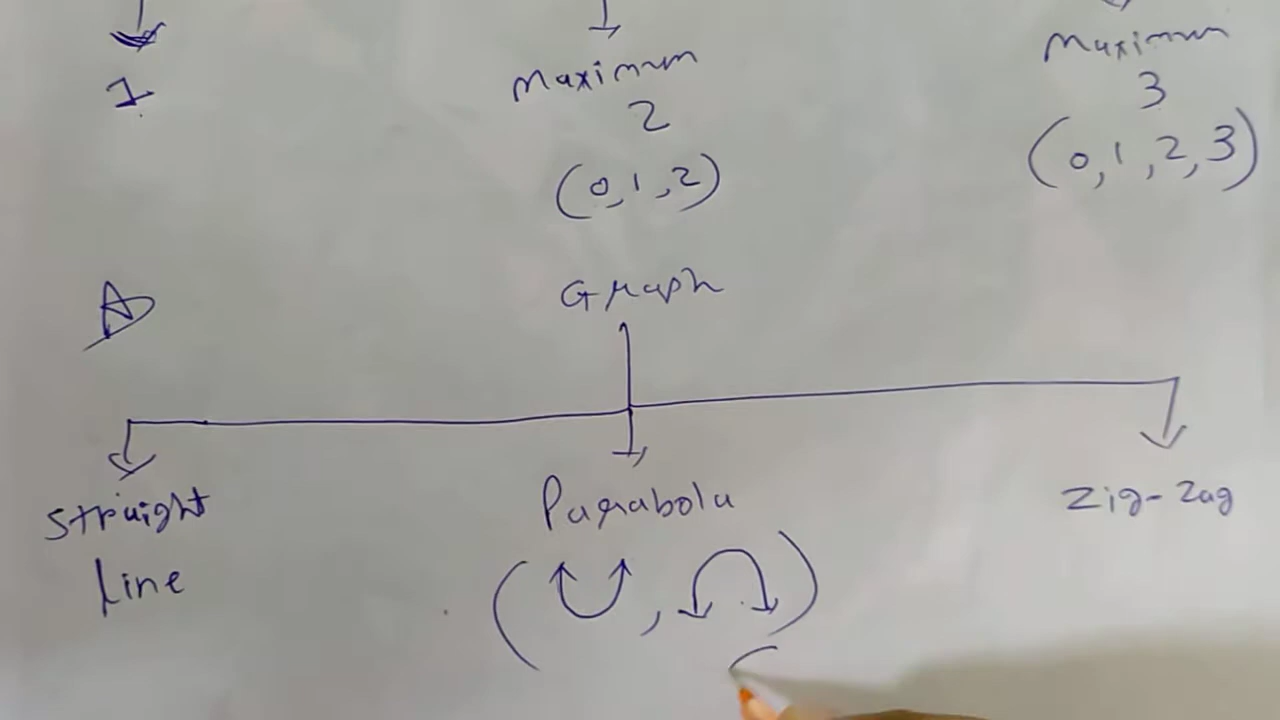 1
Maximum
2
(0,1,2)
Maximum
3
(0,1,2,3)
Graph
Straight
line
Parabola
( , )
Zig-Zag